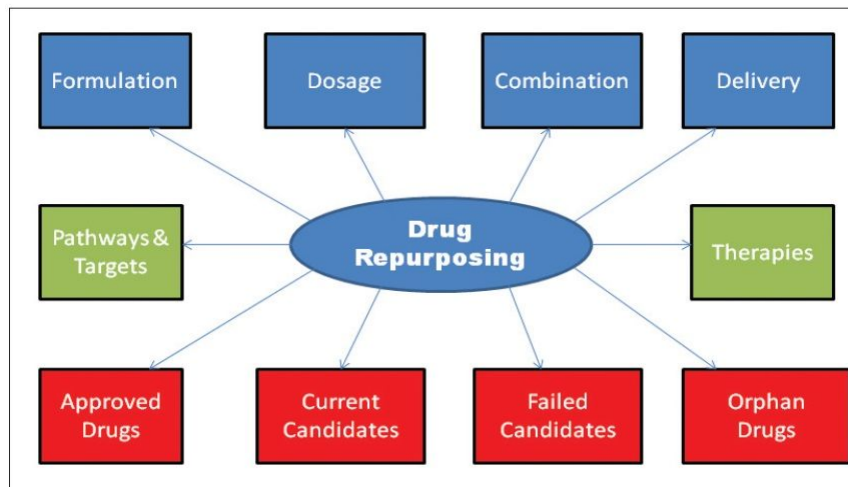 Formulation
Dosage
Combination
Delivery
Drug
Repurposing
Pathways &
Targets
Therapies
Approved
Drugs
Current
Candidates
Failed
Candidates
Orphan
Drugs